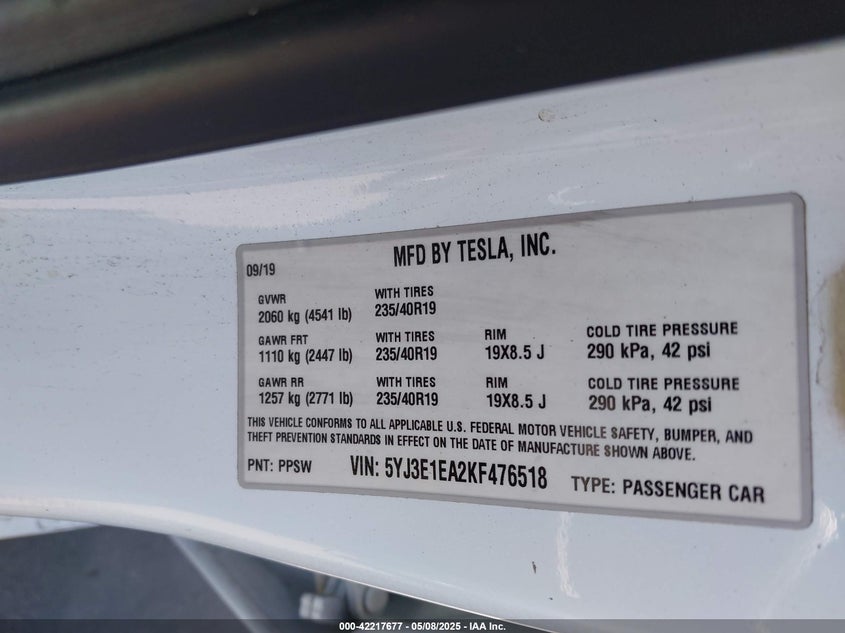 MFD BY TESLA, INC.
09/19
GVWR WITH TIRES
2060 kg (4541 lb) 235/40R19
GAWR FRT WITH TIRES RIM COLD TIRE PRESSURE
1110 kg (2447 lb) 235/40R19 19X8.5 J 290 kPa, 42 psi
GAWR RR WITH TIRES RIM COLD TIRE PRESSURE
1257 kg (2771 lb) 235/40R19 19X8.5 J 290 kPa, 42 psi
THIS VEHICLE CONFORMS TO ALL APPLICABLE U.S. FEDERAL MOTOR VEHICLE SAFETY, BUMPER, AND
THEFT PREVENTION STANDARDS IN EFFECT ON THE DATE OF MANUFACTURE SHOWN ABOVE.
PNT: PPSW VIN: 5YJ3E1EA2KF476518 TYPE: PASSENGER CAR
000-42217677 - 05/08/2025 - IAA Inc.